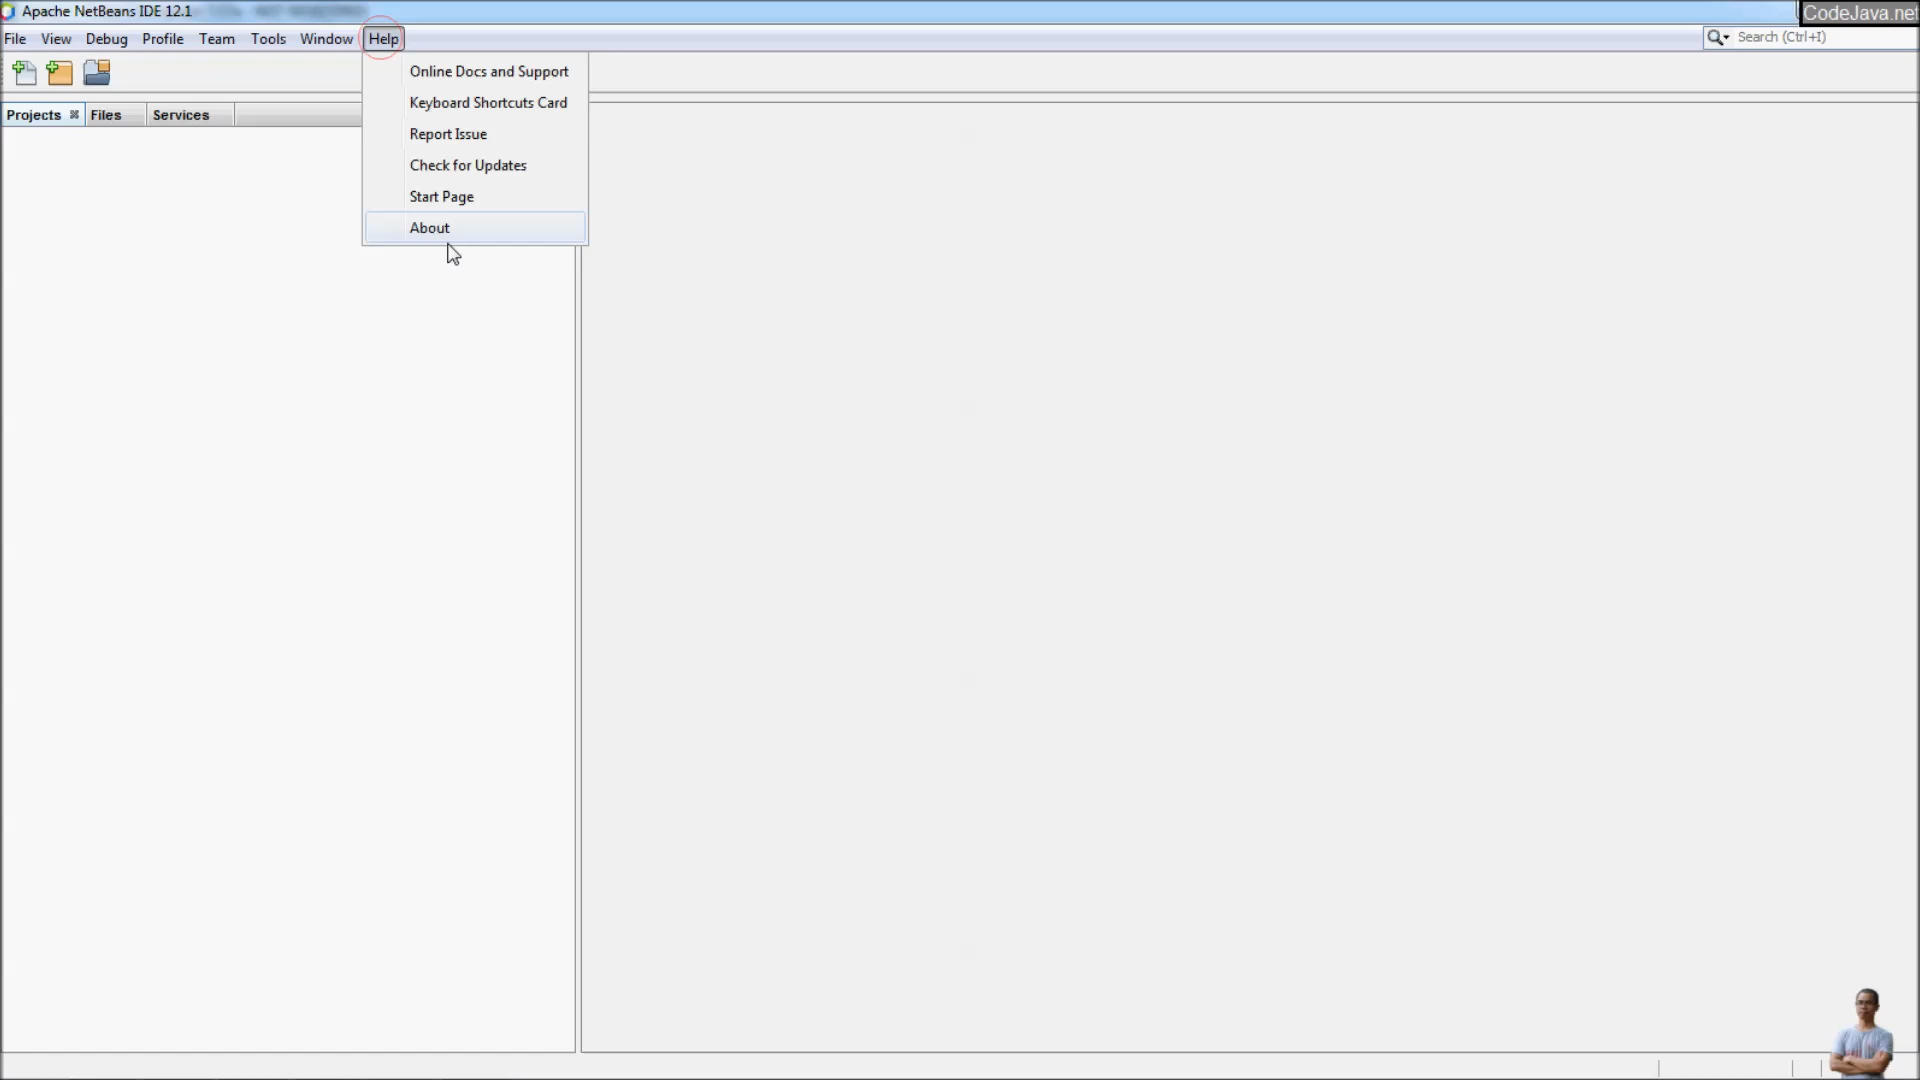 Apache NetBeans IDE 12.1
CodeJava.net
File View Debug Profile Team Tools Window Help
Search (Ctrl+I)
Online Docs and Support
Keyboard Shortcuts Card
Report Issue
Check for Updates
Start Page
About
Projects Files Services